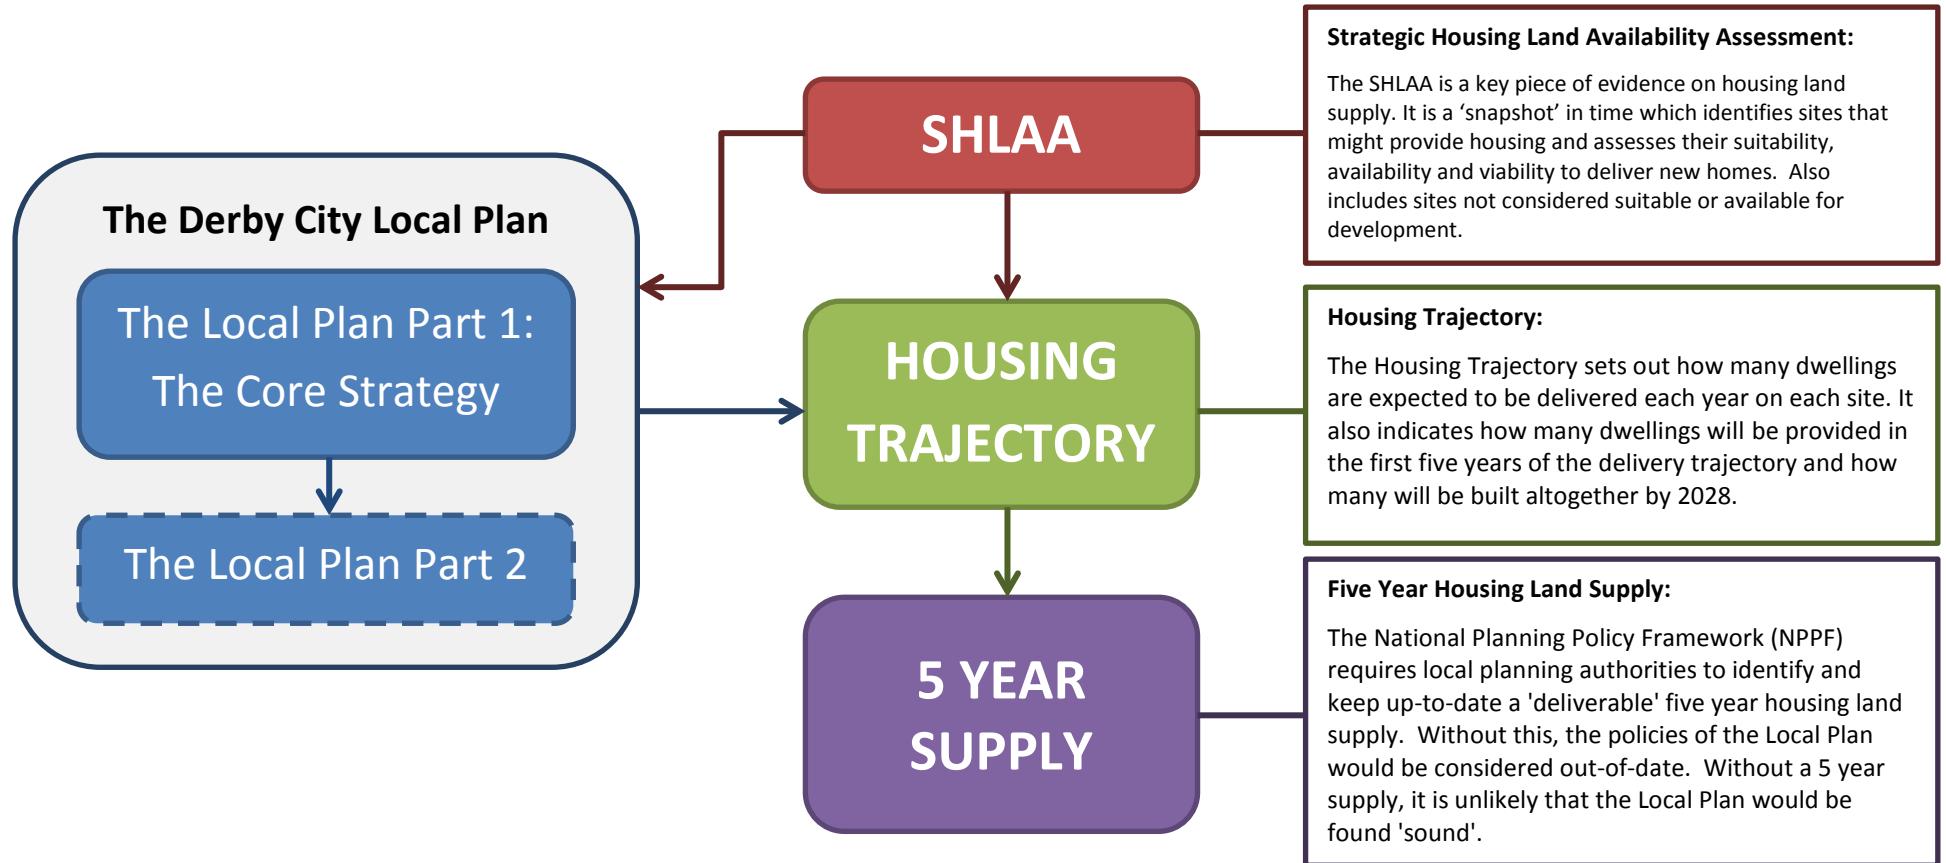 The Derby City Local Plan
The Local Plan Part 1:
The Core Strategy
The Local Plan Part 2
SHLAA
HOUSING
TRAJECTORY
5 YEAR
SUPPLY
Strategic Housing Land Availability Assessment:
The SHLAA is a key piece of evidence on housing land
supply. It is a ‘snapshot’ in time which identifies sites that
might provide housing and assesses their suitability,
availability and viability to deliver new homes.  Also
includes sites not considered suitable or available for
development.
Housing Trajectory:
The Housing Trajectory sets out how many dwellings
are expected to be delivered each year on each site. It
also indicates how many dwellings will be provided in
the first five years of the delivery trajectory and how
many will be built altogether by 2028.
Five Year Housing Land Supply:
The National Planning Policy Framework (NPPF)
requires local planning authorities to identify and
keep up-to-date a 'deliverable' five year housing land
supply.  Without this, the policies of the Local Plan
would be considered out-of-date.  Without a 5 year
supply, it is unlikely that the Local Plan would be
found 'sound'.